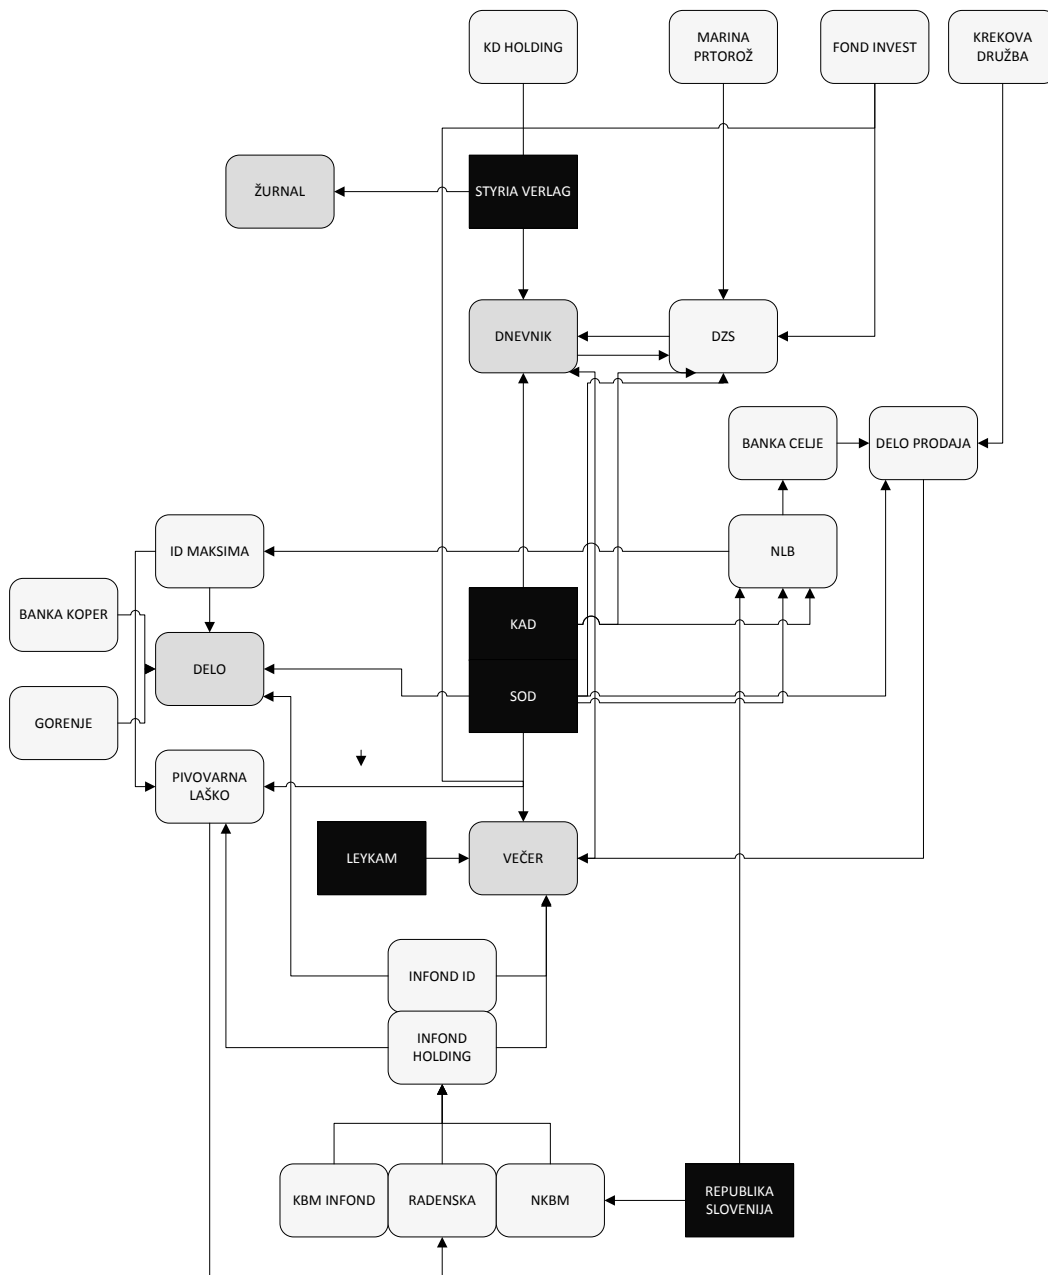 KD HOLDING
MARINA
PRTOROŽ
FOND INVEST
KREKOVA
DRUŽBA
ŽURNAL
STYRIA VERLAG
DNEVNIK
DZS
BANKA CELJE
DELO PRODAJA
ID MAKSIMA
NLB
BANKA KOPER
KAD
DELO
SOD
GORENJE
PIVOVARNA
LAŠKO
LEYKAM
VEČER
INFOND ID
INFOND
HOLDING
KBM INFOND
RADENSKA
NKBM
REPUBLIKA
SLOVENIJA